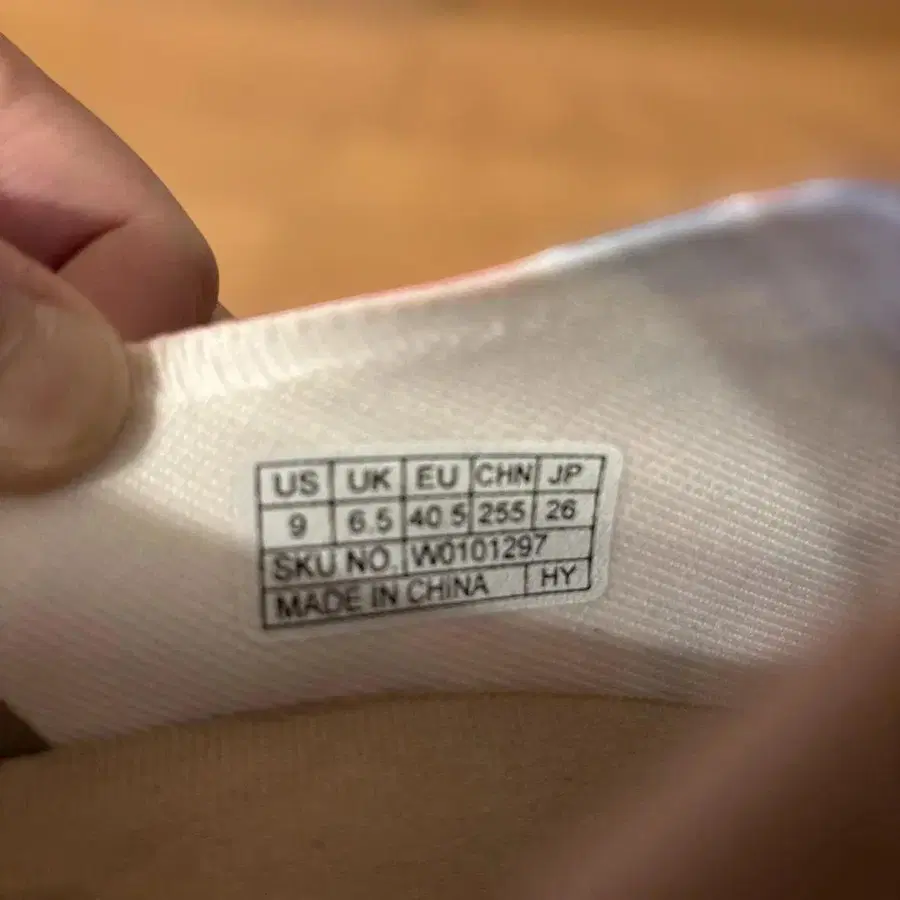 US UK EU CHN JP
9 6.5 40.5 255 26
SKU NO. W0101297
MADE IN CHINA HY